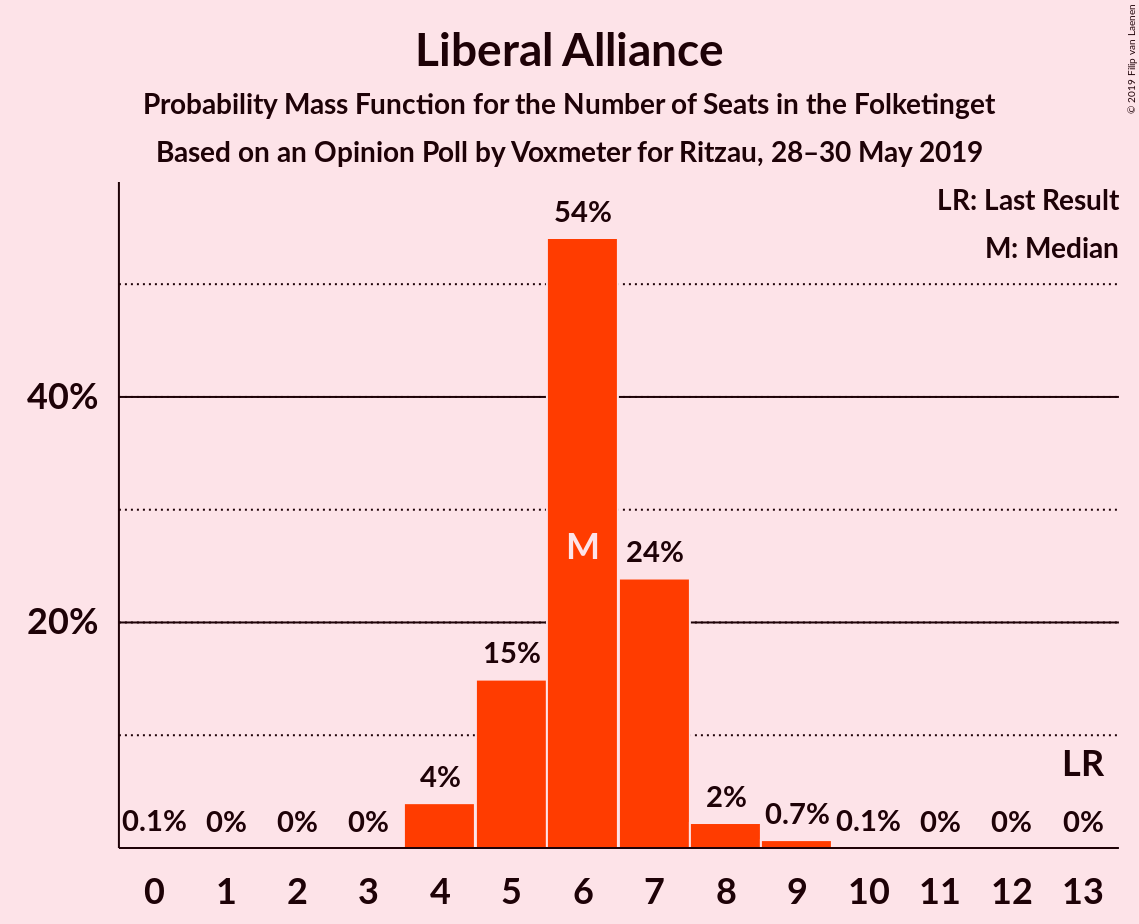 Liberal Alliance
Probability Mass Function for the Number of Seats in the Folketinget
Based on an Opinion Poll by Voxmeter for Ritzau, 28–30 May 2019
© 2019 Filip van Laenen
LR: Last Result
M: Median
54%
40%
M
24%
20%
15%
LR
4%
2%
0.1% 0% 0% 0% 0.7% 0.1% 0% 0% 0%
0 1 2 3 4 5 6 7 8 9 10 11 12 13